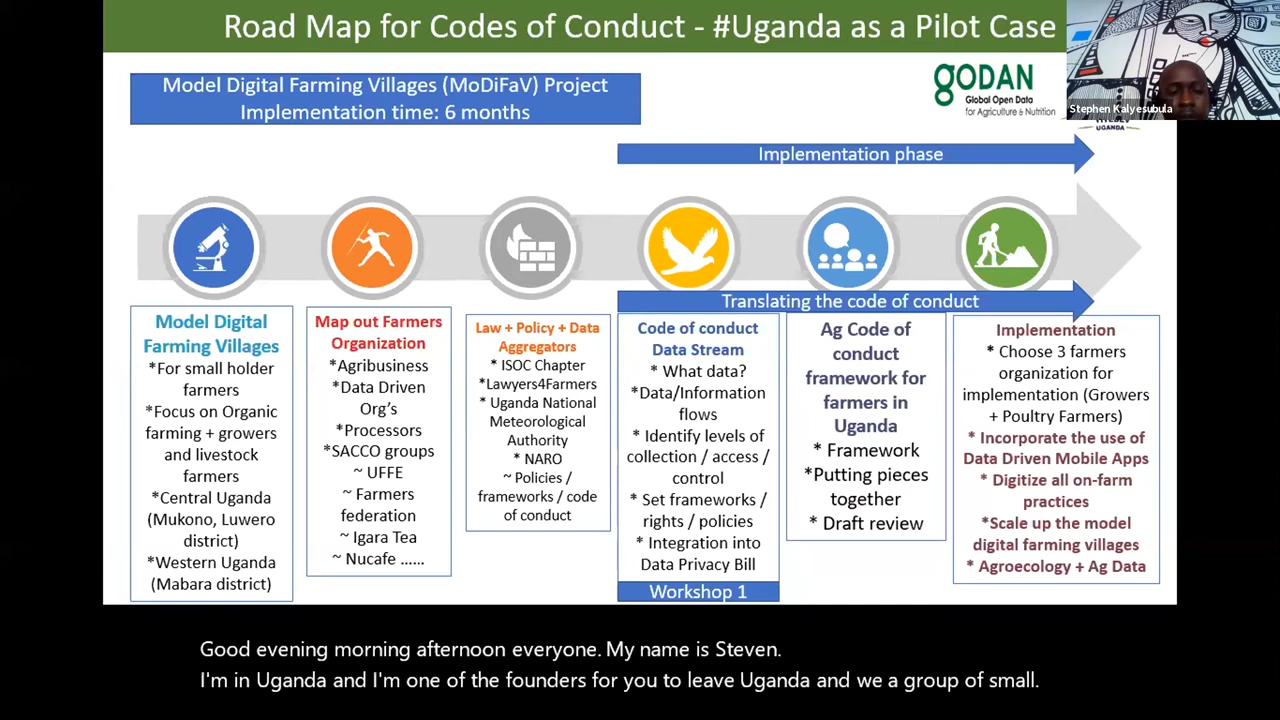 Road Map for Codes of Conduct - #Uganda as a Pilot Case
Model Digital Farming Villages (MoDiFaV) Project
Implementation time: 6 months
GODAN
Global Open Data
for Agriculture & Nutrition
Stephen Kalyesubula
UGANDA
Implementation phase
Translating the code of conduct
Model Digital
Farming Villages
*For small holder
farmers
*Focus on Organic
farming + growers
and livestock
farmers
*Central Uganda
(Mukono, Luwero
district)
*Western Uganda
(Mabara district)
Map out Farmers
Organization
*Agribusiness
*Data Driven
Org’s
*Processors
*SACCO groups
~ UFFE
~ Farmers
federation
~ Igara Tea
~ Nucafe ……
Law + Policy + Data
Aggregators
* ISOC Chapter
*Lawyers4Farmers
* Uganda National
Meteorological
Authority
* NARO
~ Policies /
frameworks / code
of conduct
Code of conduct
Data Stream
* What data?
*Data/Information
flows
* Identify levels of
collection / access /
control
* Set frameworks /
rights / policies
* Integration into
Data Privacy Bill
Workshop 1
Ag Code of
conduct
framework for
farmers in
Uganda
* Framework
*Putting pieces
together
* Draft review
Implementation
* Choose 3 farmers
organization for
implementation (Growers
+ Poultry Farmers)
* Incorporate the use of
Data Driven Mobile Apps
* Digitize all on-farm
practices
*Scale up the model
digital farming villages
* Agroecology + Ag Data
Good evening morning afternoon everyone. My name is Steven.
I'm in Uganda and I'm one of the founders for you to leave Uganda and we a group of small.